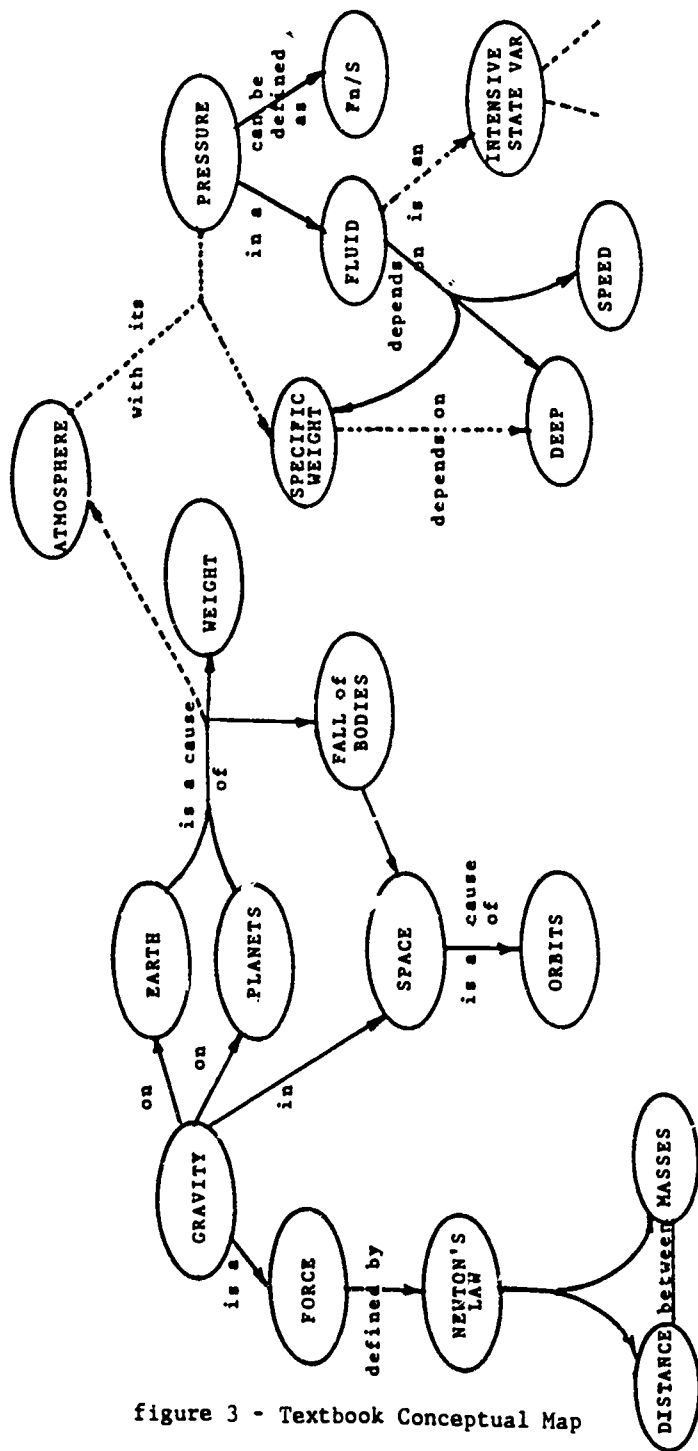 ATMOSPHERE
with its
PRESSURE
can be
defined
as
Fn/S
in a
FLUID
is an
INTENSIVE
STATE VAR
depends on
SPECIFIC
WEIGHT
depends on
DEEP
SPEED
GRAVITY
on
EARTH
on
PLANETS
is a cause
of
WEIGHT
FALL of
BODIES
in
SPACE
is a cause
of
ORBITS
is a
FORCE
defined by
NEWTON'S
LAW
DISTANCE between MASSES
figure 3 - Textbook Conceptual Map